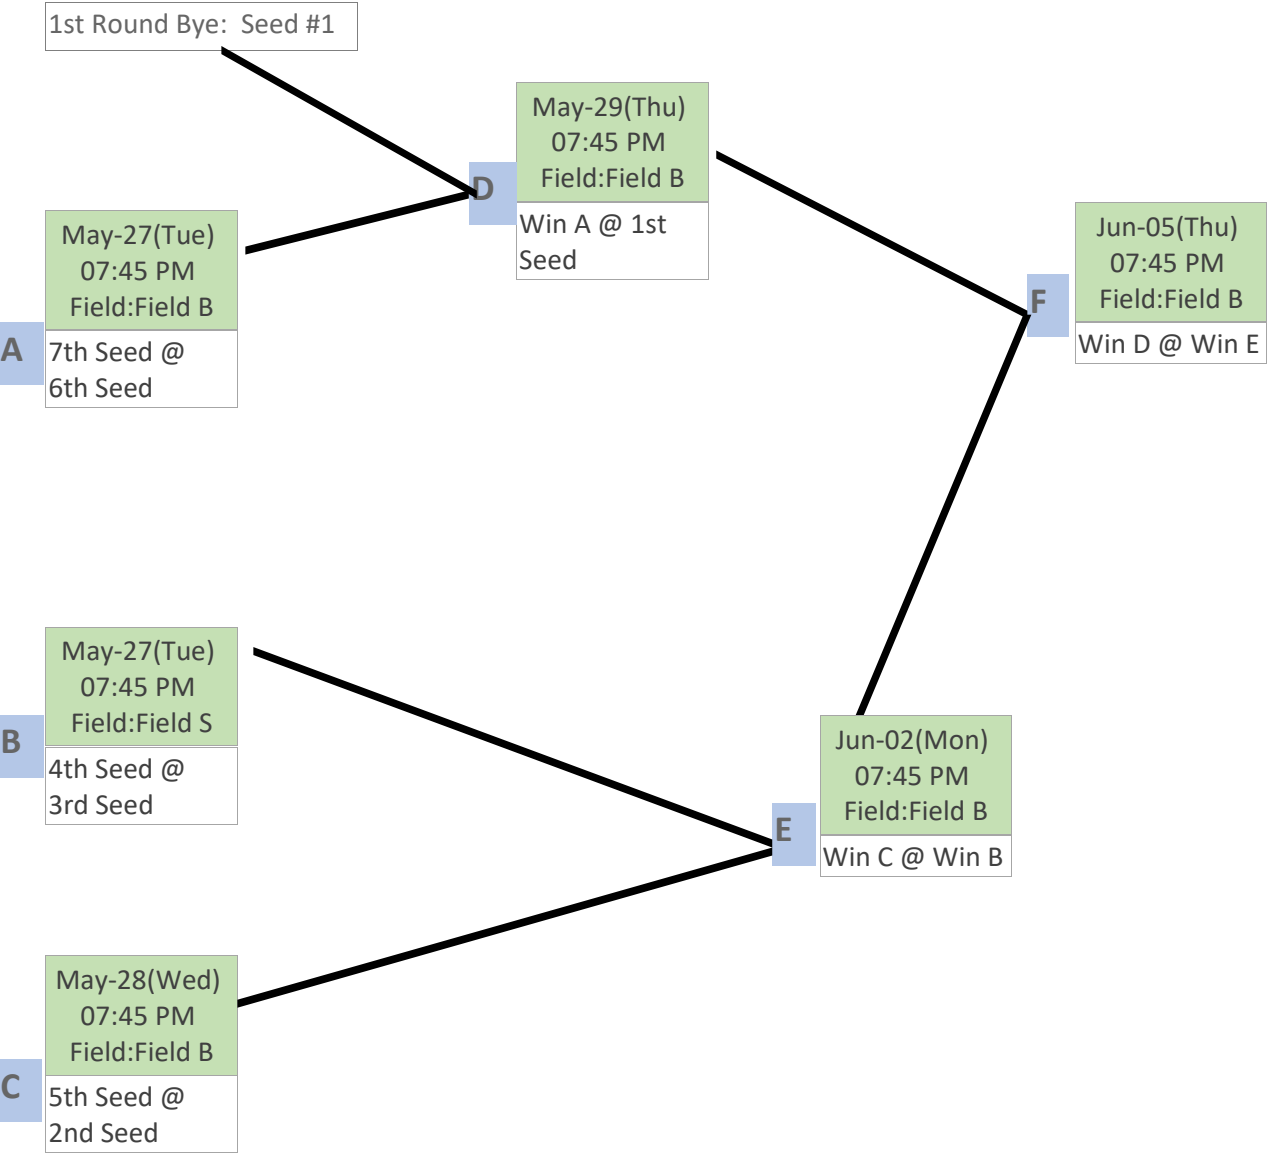 1st Round Bye:  Seed #1
May-29(Thu)
07:45 PM
Field:Field B
D
Win A @ 1st
Seed
May-27(Tue)
07:45 PM
Field:Field B
A
7th Seed @
6th Seed
Jun-05(Thu)
07:45 PM
Field:Field B
F
Win D @ Win E
May-27(Tue)
07:45 PM
Field:Field S
B
4th Seed @
3rd Seed
Jun-02(Mon)
07:45 PM
Field:Field B
E
Win C @ Win B
May-28(Wed)
07:45 PM
Field:Field B
C
5th Seed @
2nd Seed